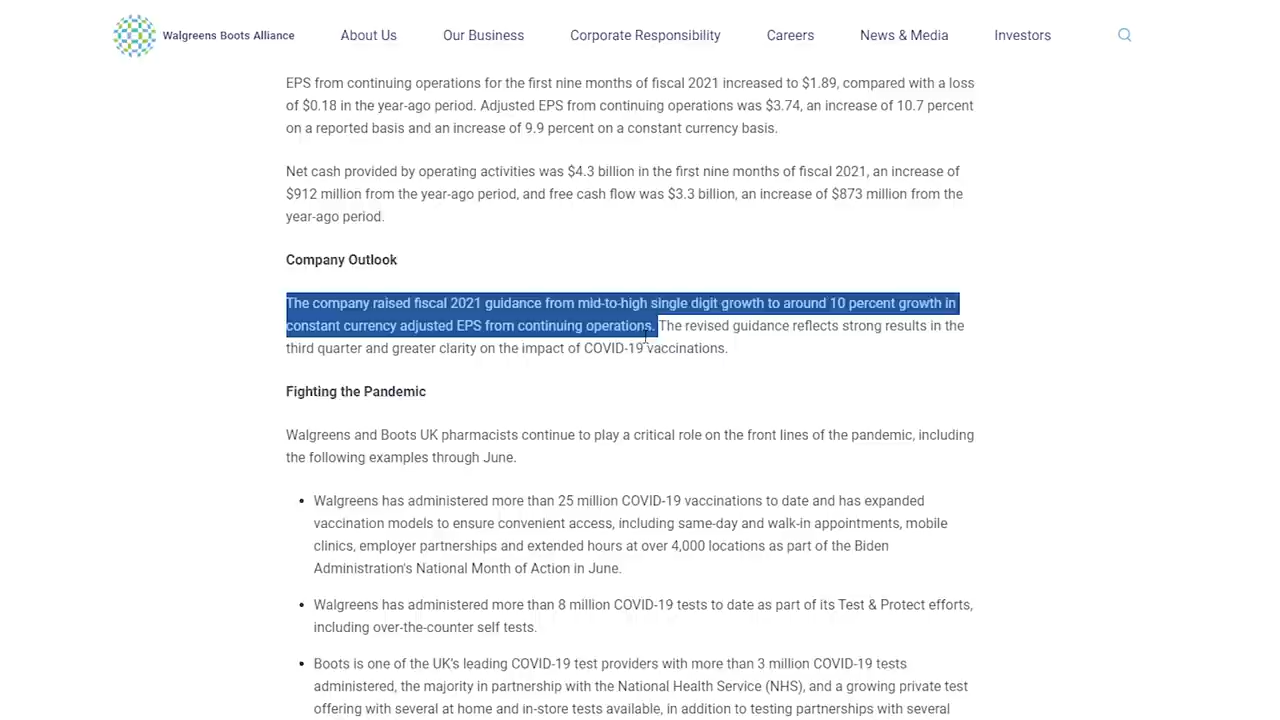 Walgreens Boots Alliance About Us Our Business Corporate Responsibility Careers News & Media Investors
EPS from continuing operations for the first nine months of fiscal 2021 increased to $1.89, compared with a loss
of $0.18 in the year-ago period. Adjusted EPS from continuing operations was $3.74, an increase of 10.7 percent
on a reported basis and an increase of 9.9 percent on a constant currency basis.
Net cash provided by operating activities was $4.3 billion in the first nine months of fiscal 2021, an increase of
$912 million from the year-ago period, and free cash flow was $3.3 billion, an increase of $873 million from the
year-ago period.
Company Outlook
The company raised fiscal 2021 guidance from mid-to-high single digit growth to around 10 percent growth in
constant currency adjusted EPS from continuing operations. The revised guidance reflects strong results in the
third quarter and greater clarity on the impact of COVID-19 vaccinations.
Fighting the Pandemic
Walgreens and Boots UK pharmacists continue to play a critical role on the front lines of the pandemic, including
the following examples through June.
• Walgreens has administered more than 25 million COVID-19 vaccinations to date and has expanded
vaccination models to ensure convenient access, including same-day and walk-in appointments, mobile
clinics, employer partnerships and extended hours at over 4,000 locations as part of the Biden
Administration's National Month of Action in June.
• Walgreens has administered more than 8 million COVID-19 tests to date as part of its Test & Protect efforts,
including over-the-counter self tests.
• Boots is one of the UK's leading COVID-19 test providers with more than 3 million COVID-19 tests
administered, the majority in partnership with the National Health Service (NHS), and a growing private test
offering with several at home and in-store tests available, in addition to testing partnerships with several